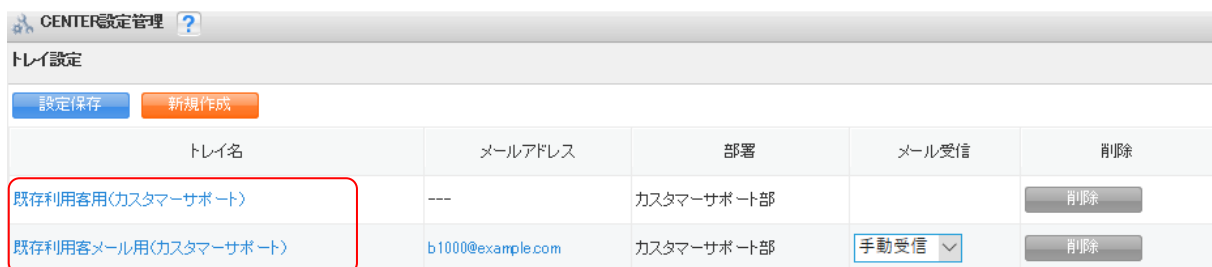 CENTER設定管理 ?
トレイ設定
設定保存 新規作成
トレイ名 メールアドレス 部署 メール受信 削除
既存利用客用(カスタマーサポート) --- カスタマーサポート部 削除
既存利用客メール用(カスタマーサポート) b1000@example.com カスタマーサポート部 手動受信 削除